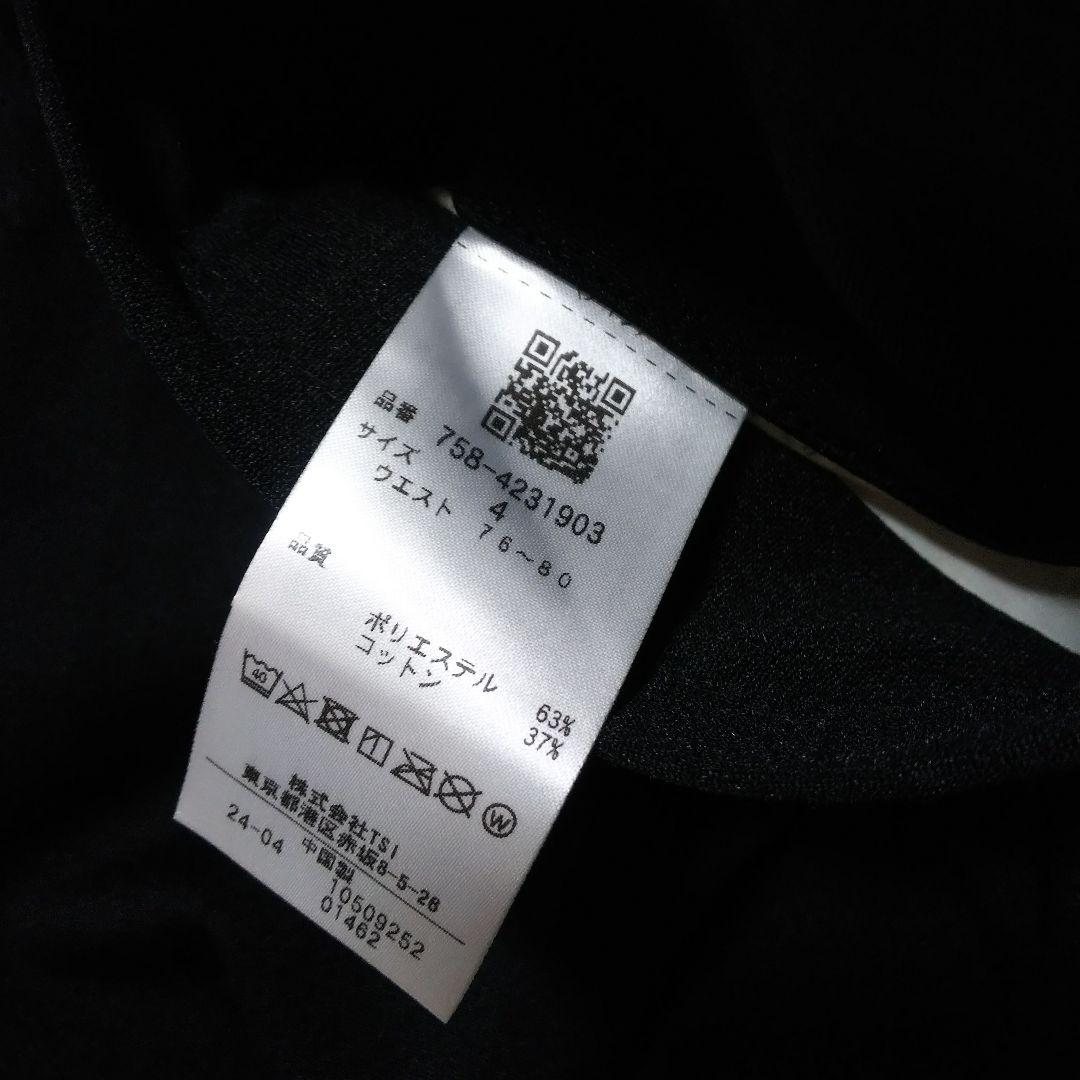 品番 758-4231903
サイズ 4
ウエスト 76~80
品質
ポリエステル 63%
コットン 37%
40
W
株式会社TSI
東京都港区赤坂8-5-28
24-04 中国製
10509252
01462